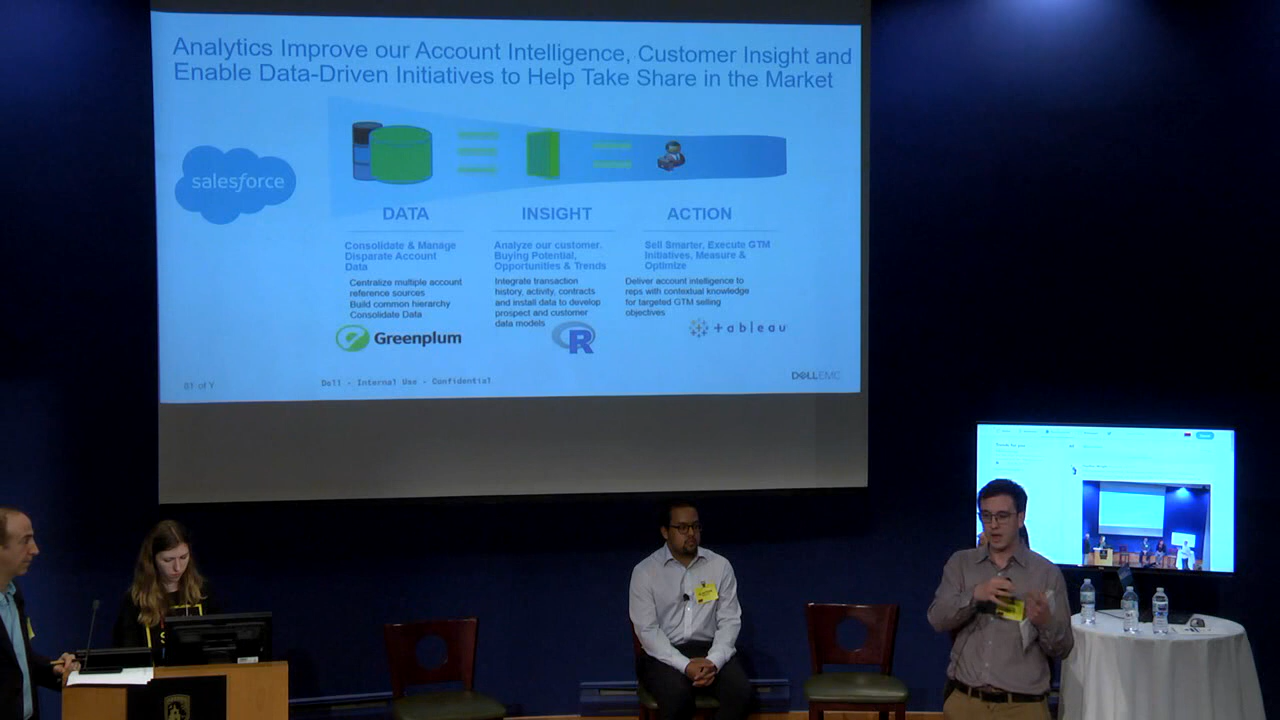 Analytics Improve our Account Intelligence, Customer Insight and
Enable Data-Driven Initiatives to Help Take Share in the Market
salesforce
DATA
Consolidate & Manage
Disparate Account
Data
Centralize multiple account
reference sources
Build common hierarchy
Consolidate Data
Greenplum
INSIGHT
Analyze our customer.
Buying Potential,
Opportunities & Trends
Integrate transaction
history, activity, contracts
and install data to develop
prospect and customer
data models
R
ACTION
Sell Smarter, Execute GTM
Initiatives, Measure &
Optimize
Deliver account intelligence to
reps with contextual knowledge
for targeted GTM selling
objectives
+ableau
81 of Y
Dell - Internal Use - Confidential
DELLEMC